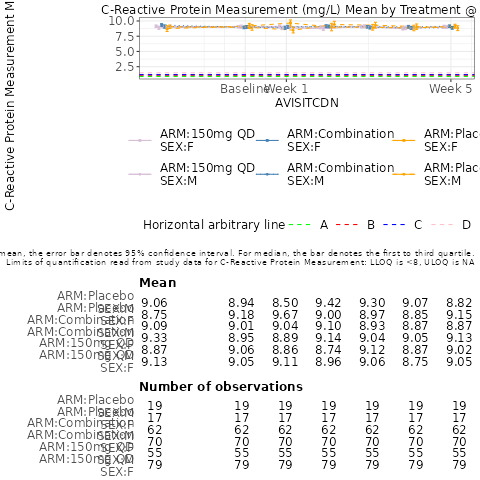 C-Reactive Protein Measurement (mg/L) Mean by Treatment @
C-Reactive Protein Measurement M
10.0
7.5
5.0
2.5
Baseline Week 1 Week 5
AVISITCDN
ARM:150mg QD SEX:F ARM:Combination SEX:F ARM:Plac SEX:F
ARM:150mg QD SEX:M ARM:Combination SEX:M ARM:Plac SEX:M
Horizontal arbitrary line A B C D
mean, the error bar denotes 95% confidence interval. For median, the bar denotes the first to third quartile.
Limits of quantification read from study data for C-Reactive Protein Measurement: LLOQ is <8, ULOQ is NA
Mean
ARM:Placebo SEX:M 9.06 8.94 8.50 9.42 9.30 9.07 8.82
ARM:Placebo SEX:F 8.75 9.18 9.67 9.00 8.97 8.85 9.15
ARM:Combination SEX:M 9.09 9.01 9.04 9.10 8.93 8.87 8.87
ARM:Combination SEX:F 9.33 8.95 8.89 9.14 9.04 9.05 9.13
ARM:150mg QD SEX:M 8.87 9.06 8.86 8.74 9.12 8.87 9.02
ARM:150mg QD SEX:F 9.13 9.05 9.11 8.96 9.06 8.75 9.05
Number of observations
ARM:Placebo SEX:M 19 19 19 19 19 19 19
ARM:Placebo SEX:F 17 17 17 17 17 17 17
ARM:Combination SEX:M 62 62 62 62 62 62 62
ARM:Combination SEX:F 70 70 70 70 70 70 70
ARM:150mg QD SEX:M 55 55 55 55 55 55 55
ARM:150mg QD SEX:F 79 79 79 79 79 79 79